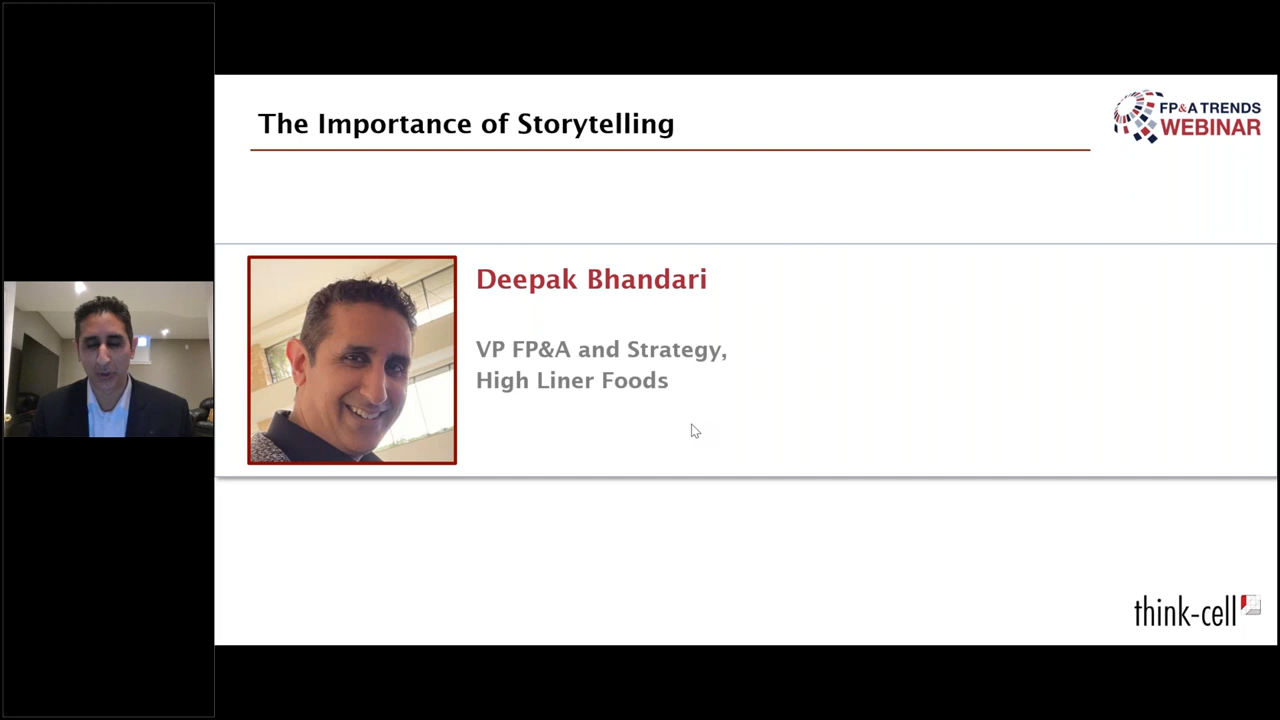 The Importance of Storytelling
FP&A TRENDS
WEBINAR
Deepak Bhandari
VP FP&A and Strategy,
High Liner Foods
think-cell